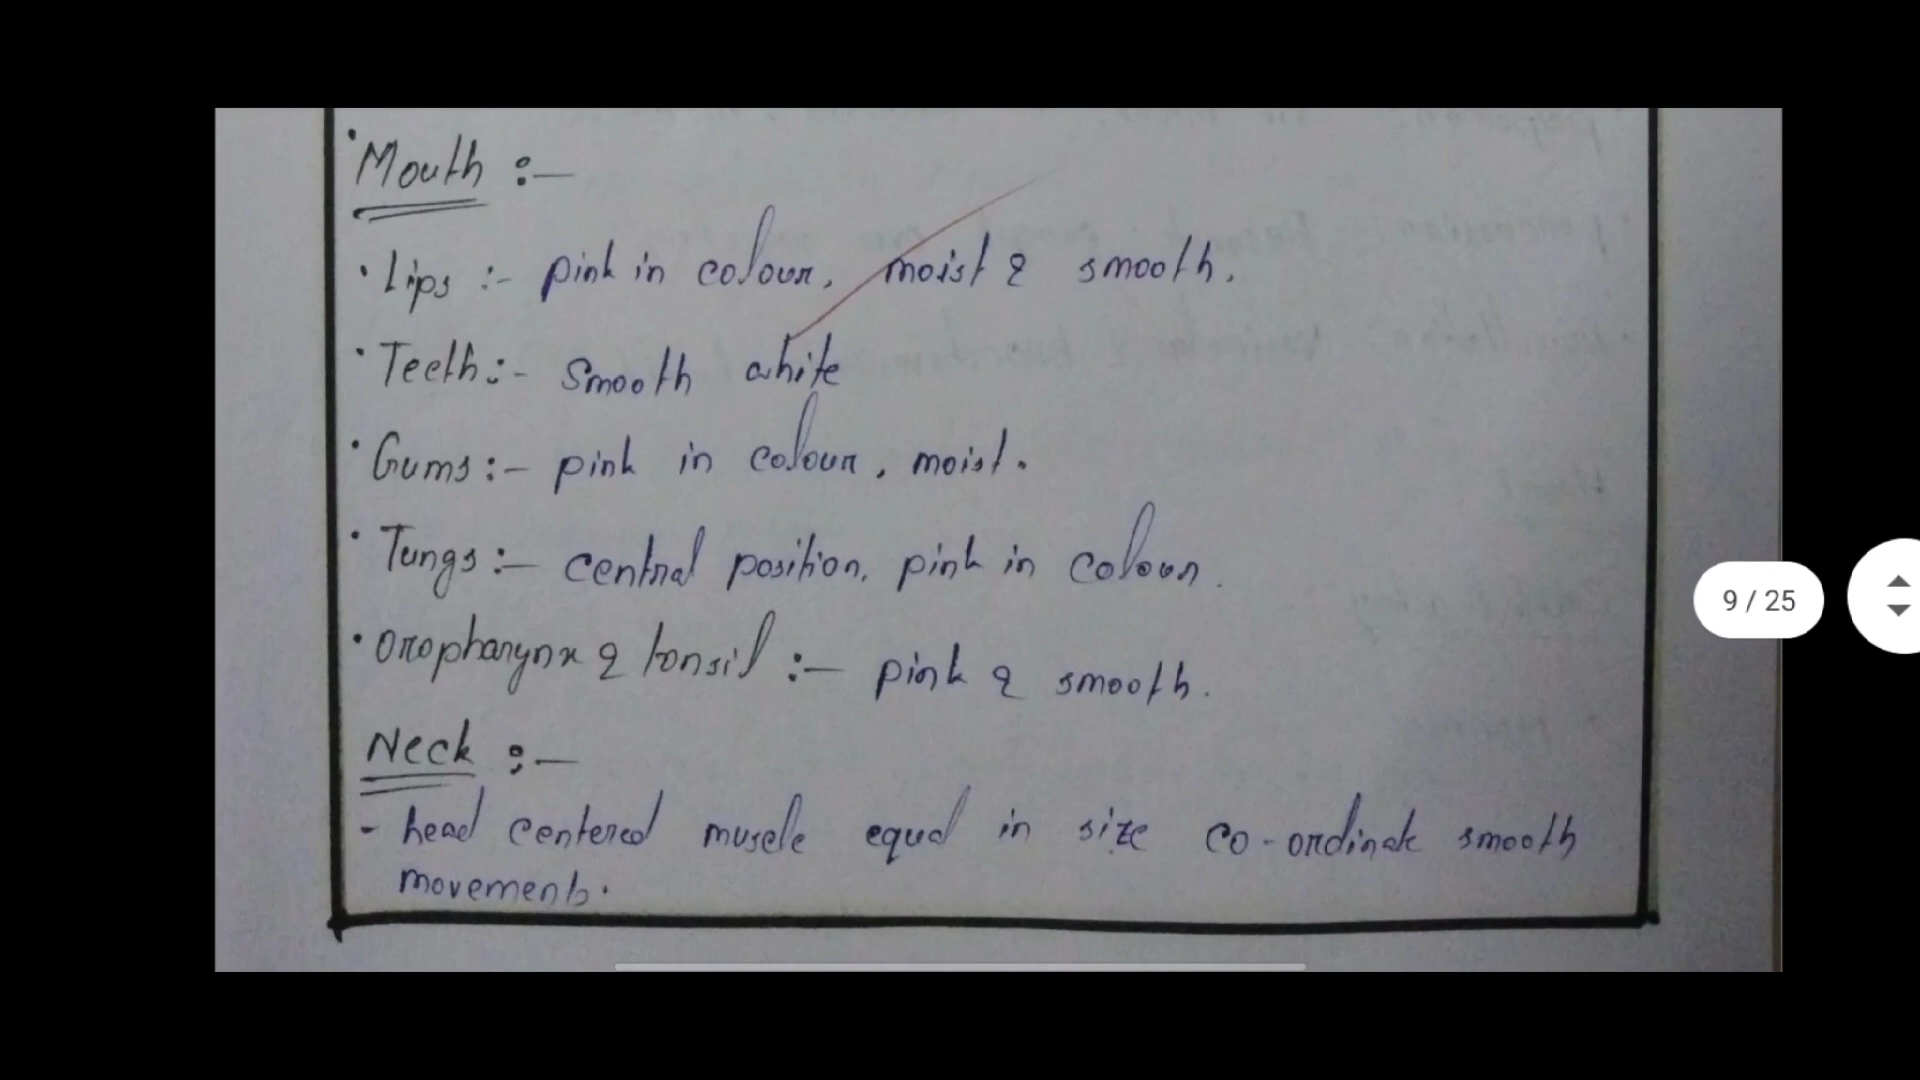 Mouth :-
· Lips :- pink in colour, moist & smooth.
· Teeth :- Smooth white
· Gums :- pink in colour, moist.
· Tungs :- central position, pink in colour.
· Oropharynx & tonsil :- pink & smooth.
Neck :-
- head centered muscle equal in size co-ordinate smooth
movements.
9 / 25